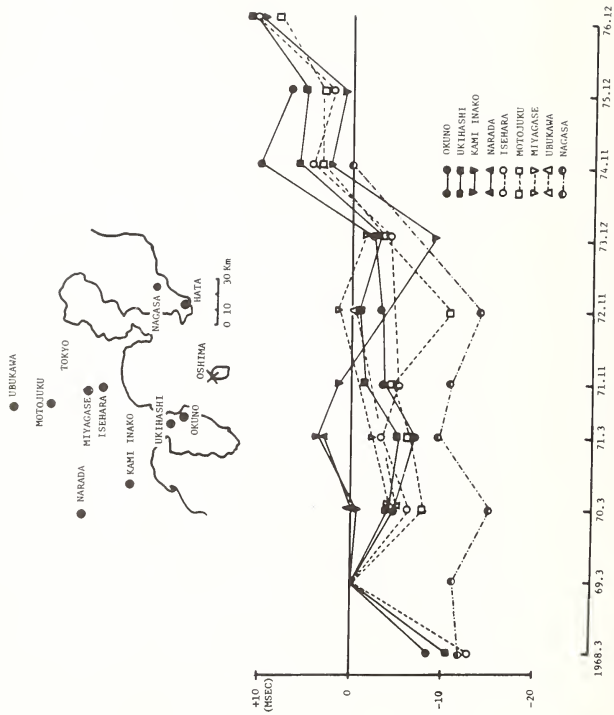 UBUKAWA
MOTOJUKU
TOKYO
NARADA
MIYAGASE
ISEHARA
KAMI INAKO
NAGASA
UKIHASHI
HATA
OKUNO
OSHIMA
0 10 30 Km
+10
(MSEC)
0
-10
-20
OKUNO
UKIHASHI
KAMI INAKO
NARADA
ISEHARA
MOTOJUKU
MIYAGASE
UBUKAWA
NAGASA
1968.3 69.3 70.3 71.3 71.11 72.11 73.12 74.11 75.12 76.12